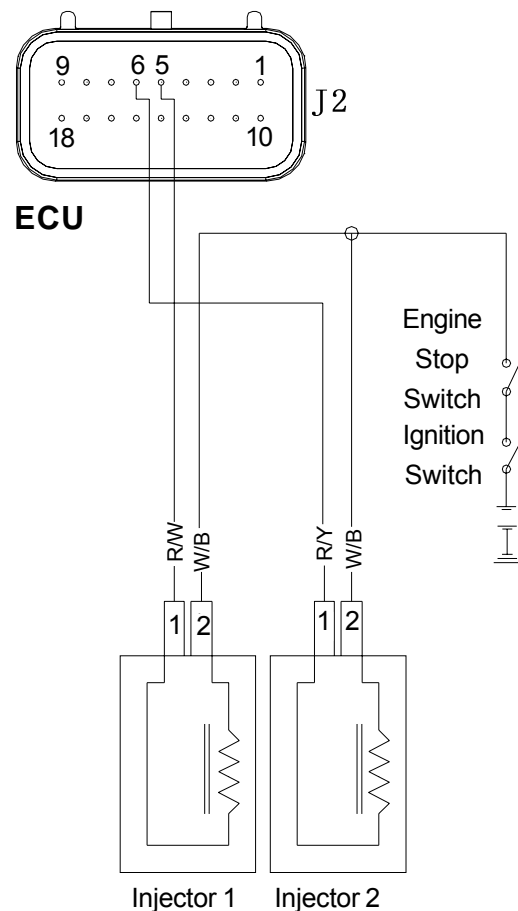 9 6 5 1
J2
18 10
ECU
Engine
Stop
Switch
Ignition
Switch
R/W W/B R/Y W/B
1 2 1 2
Injector 1 Injector 2